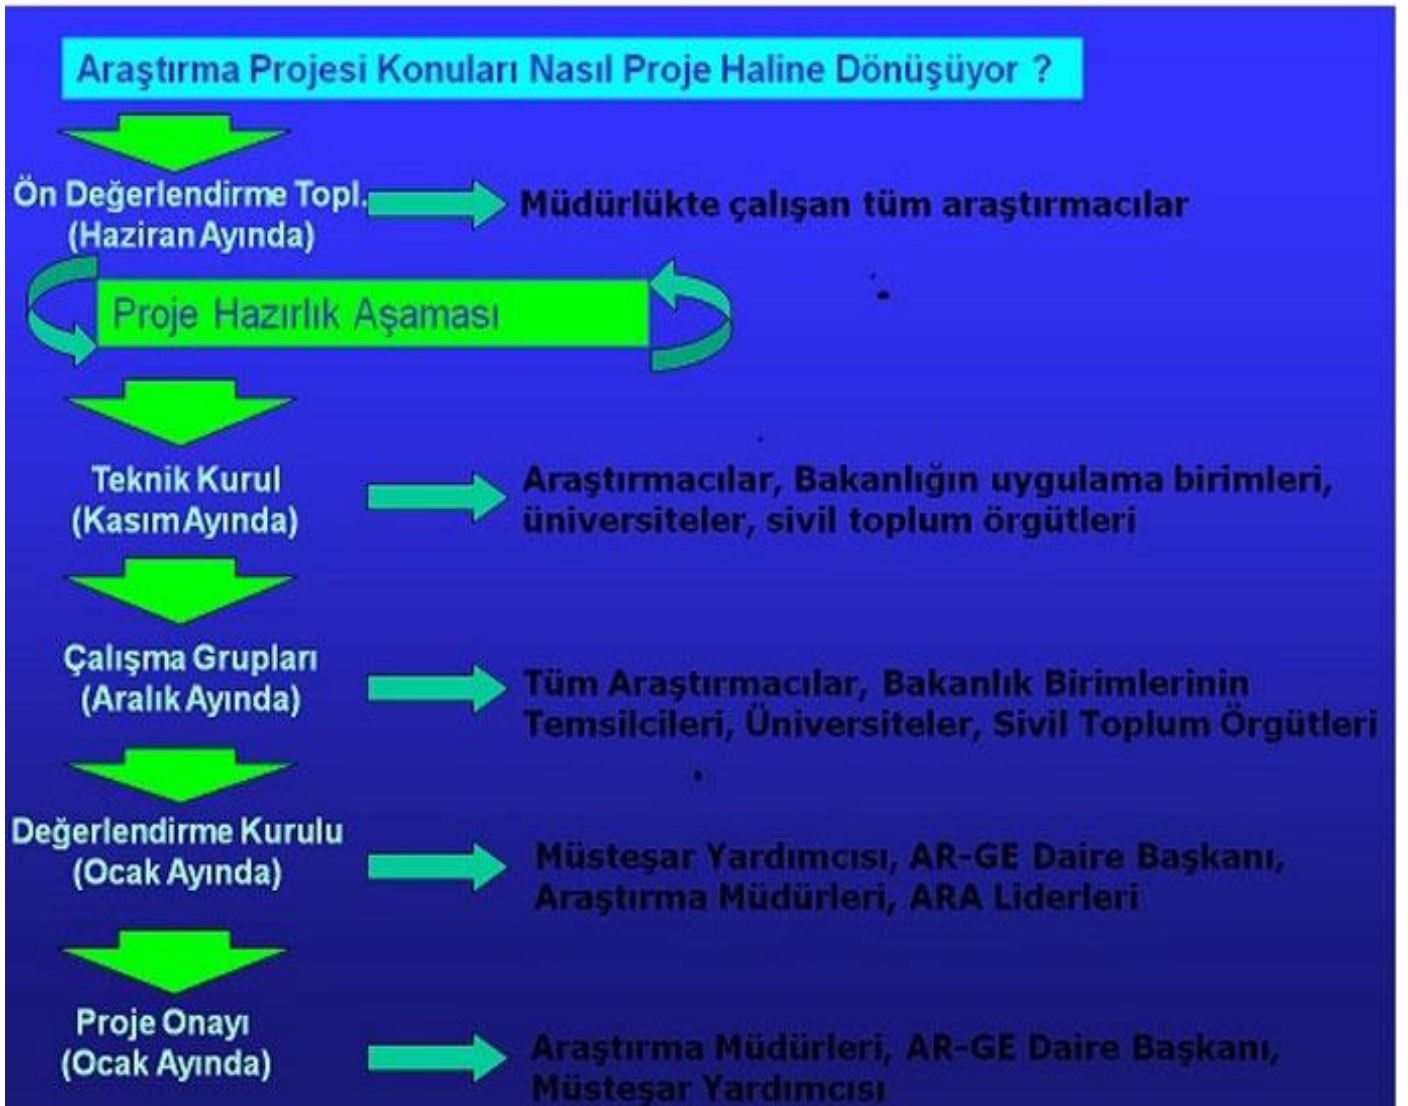 Araştırma Projesi Konuları Nasıl Proje Haline Dönüşüyor ?
Ön Değerlendirme Topl.
(Haziran Ayında)
Müdürlükte çalışan tüm araştırmacılar
Proje Hazırlık Aşaması
Teknik Kurul
(Kasım Ayında)
Araştırmacılar, Bakanlığın uygulama birimleri,
üniversiteler, sivil toplum örgütleri
Çalışma Grupları
(Aralık Ayında)
Tüm Araştırmacılar, Bakanlık Birimlerinin
Temsilcileri, Üniversiteler, Sivil Toplum Örgütleri
Değerlendirme Kurulu
(Ocak Ayında)
Müsteşar Yardımcısı, AR-GE Daire Başkanı,
Araştırma Müdürleri, ARA Liderleri
Proje Onayı
(Ocak Ayında)
Araştırma Müdürleri, AR-GE Daire Başkanı,
Müsteşar Yardımcısı